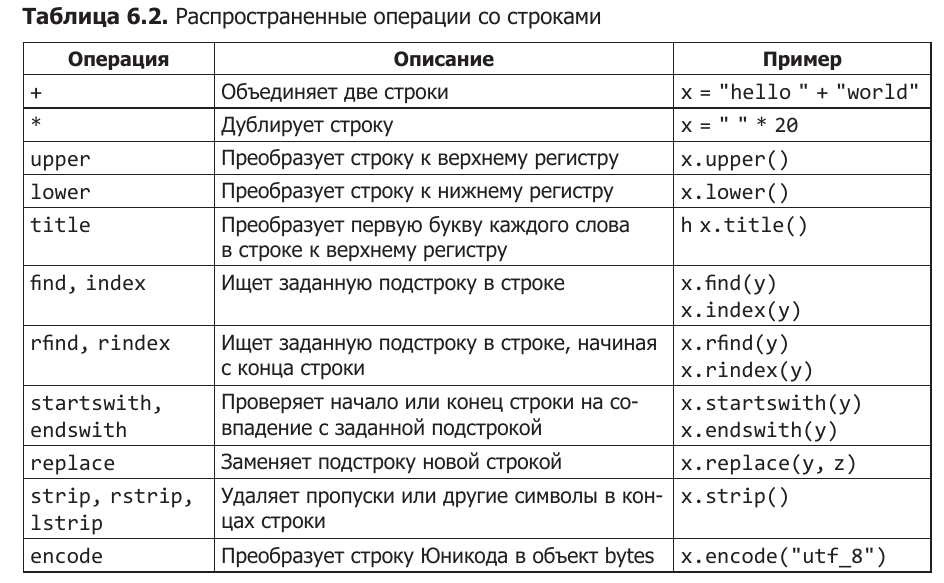 Таблица 6.2. Распространенные операции со строками
Операция Описание Пример
+ Объединяет две строки x = "hello " + "world"
* Дублирует строку x = " " * 20
upper Преобразует строку к верхнему регистру x.upper()
lower Преобразует строку к нижнему регистру x.lower()
title Преобразует первую букву каждого слова h x.title()
в строке к верхнему регистру
find, index Ищет заданную подстроку в строке x.find(y)
x.index(y)
rfind, rindex Ищет заданную подстроку в строке, начиная x.rfind(y)
с конца строки x.rindex(y)
startswith, Проверяет начало или конец строки на со- x.startswith(y)
endswith впадение с заданной подстрокой x.endswith(y)
replace Заменяет подстроку новой строкой x.replace(y, z)
strip, rstrip, Удаляет пропуски или другие символы в кон- x.strip()
lstrip цах строки
encode Преобразует строку Юникода в объект bytes x.encode("utf_8")